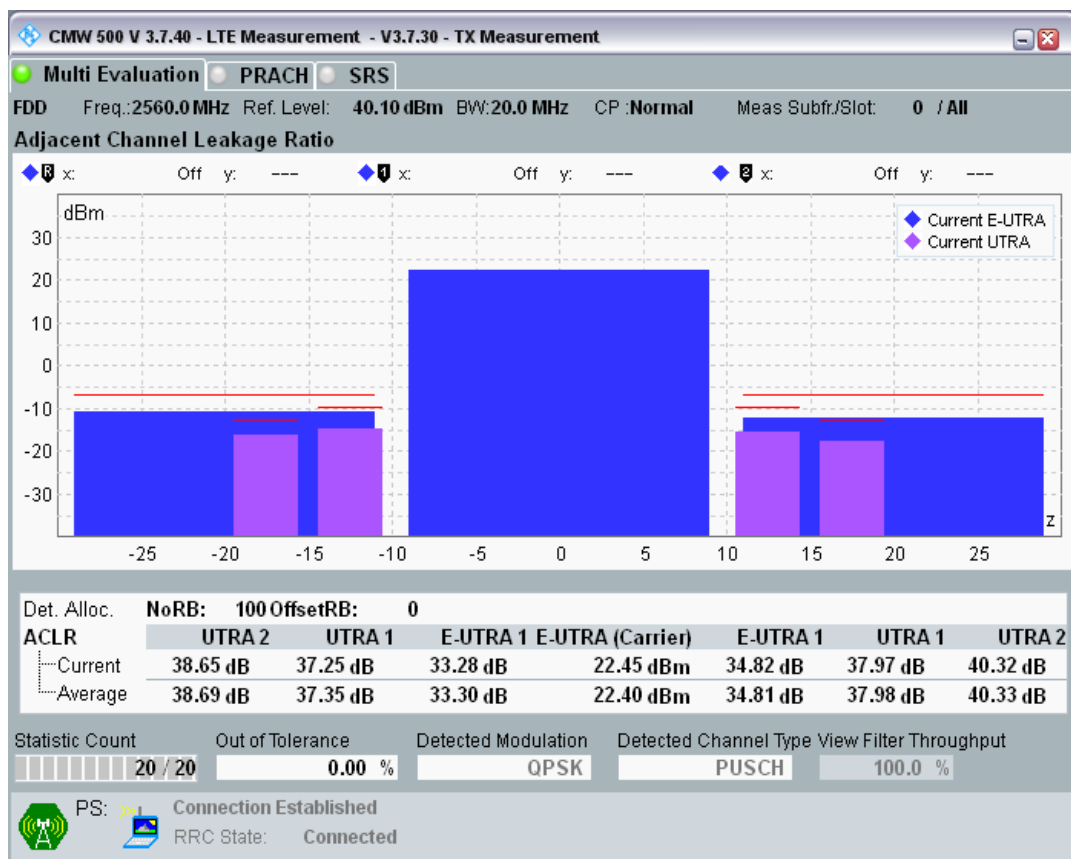 CMW 500 V 3.7.40 - LTE Measurement - V3.7.30 - TX Measurement
Multi Evaluation PRACH SRS
FDD Freq.:2560.0 MHz Ref. Level: 40.10 dBm BW:20.0 MHz CP :Normal Meas Subfr./Slot: 0 / All
Adjacent Channel Leakage Ratio
R x: Off y: --- 1 x: Off y: --- 2 x: Off y: ---
dBm
Current E-UTRA
Current UTRA
30
20
10
0
-10
-20
-30
z
-25 -20 -15 -10 -5 0 5 10 15 20 25
Det. Alloc. NoRB: 100 OffsetRB: 0
ACLR UTRA 2 UTRA 1 E-UTRA 1 E-UTRA (Carrier) E-UTRA 1 UTRA 1 UTRA 2
Current 38.65 dB 37.25 dB 33.28 dB 22.45 dBm 34.82 dB 37.97 dB 40.32 dB
Average 38.69 dB 37.35 dB 33.30 dB 22.40 dBm 34.81 dB 37.98 dB 40.33 dB
Statistic Count Out of Tolerance Detected Modulation Detected Channel Type View Filter Throughput
20 / 20 0.00 % QPSK PUSCH 100.0 %
PS: Connection Established
RRC State: Connected